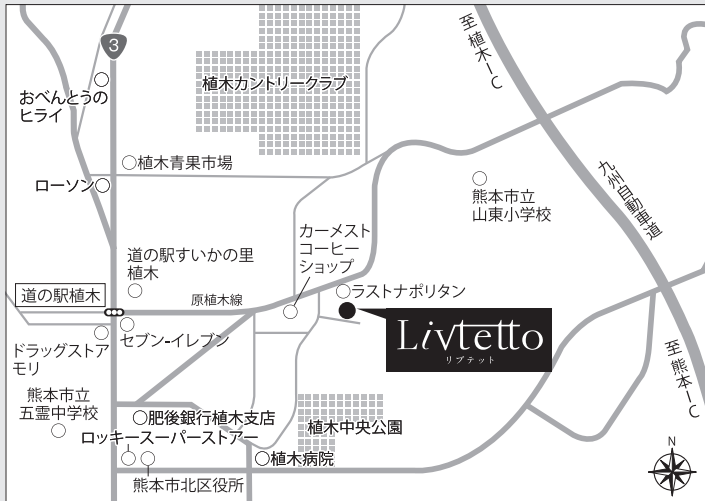 3
至植木IC
植木カントリークラブ
おべんとうの
ヒライ
植木青果市場
ローソン
九州自動車道
熊本市立
山東小学校
カーメスト
コーヒー
ショップ
道の駅すいかの里
植木
道の駅植木
原植木線
ラストナポリタン
セブン-イレブン
Livtetto
リブテット
ドラッグストア
モリ
至熊本IC
熊本市立
五霊中学校
肥後銀行植木支店
ロッキースーパーストアー
植木中央公園
植木病院
熊本市北区役所
N